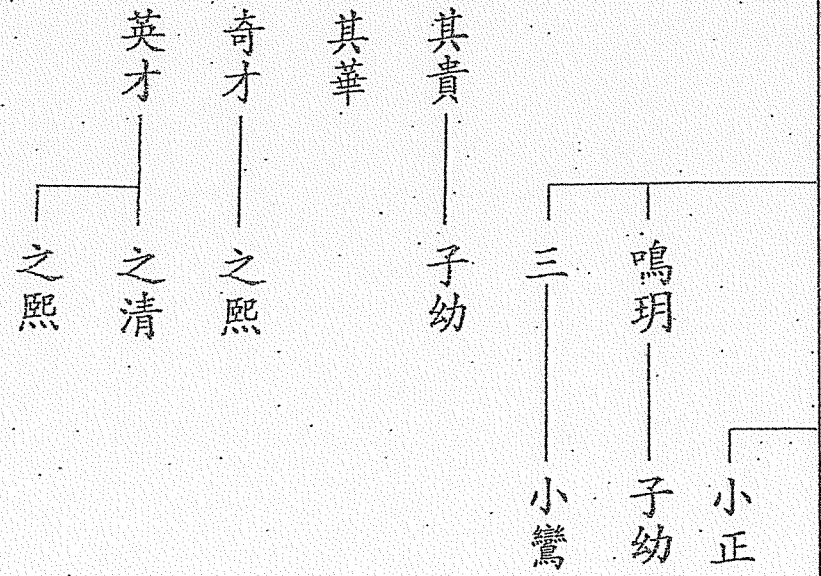 其貴
其華
奇才
英才
鳴玥
三
子幼
之熙
之清
之熙
小正
子幼
小鸞